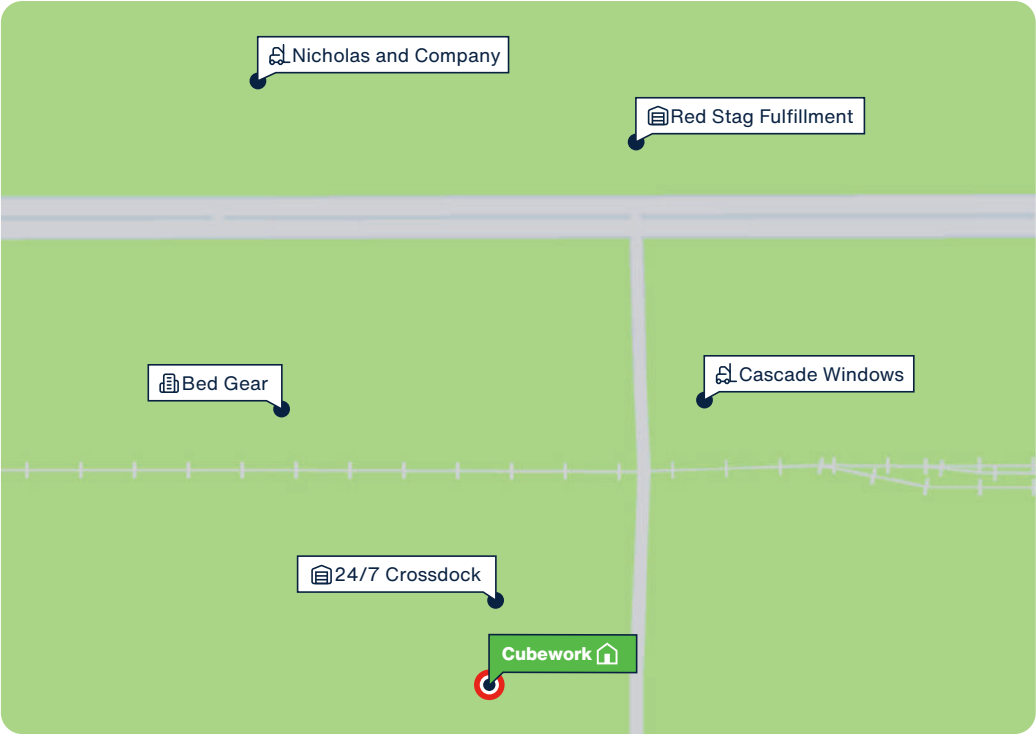 Nicholas and Company
Red Stag Fulfillment
Cascade Windows
Bed Gear
24/7 Crossdock
Cubework